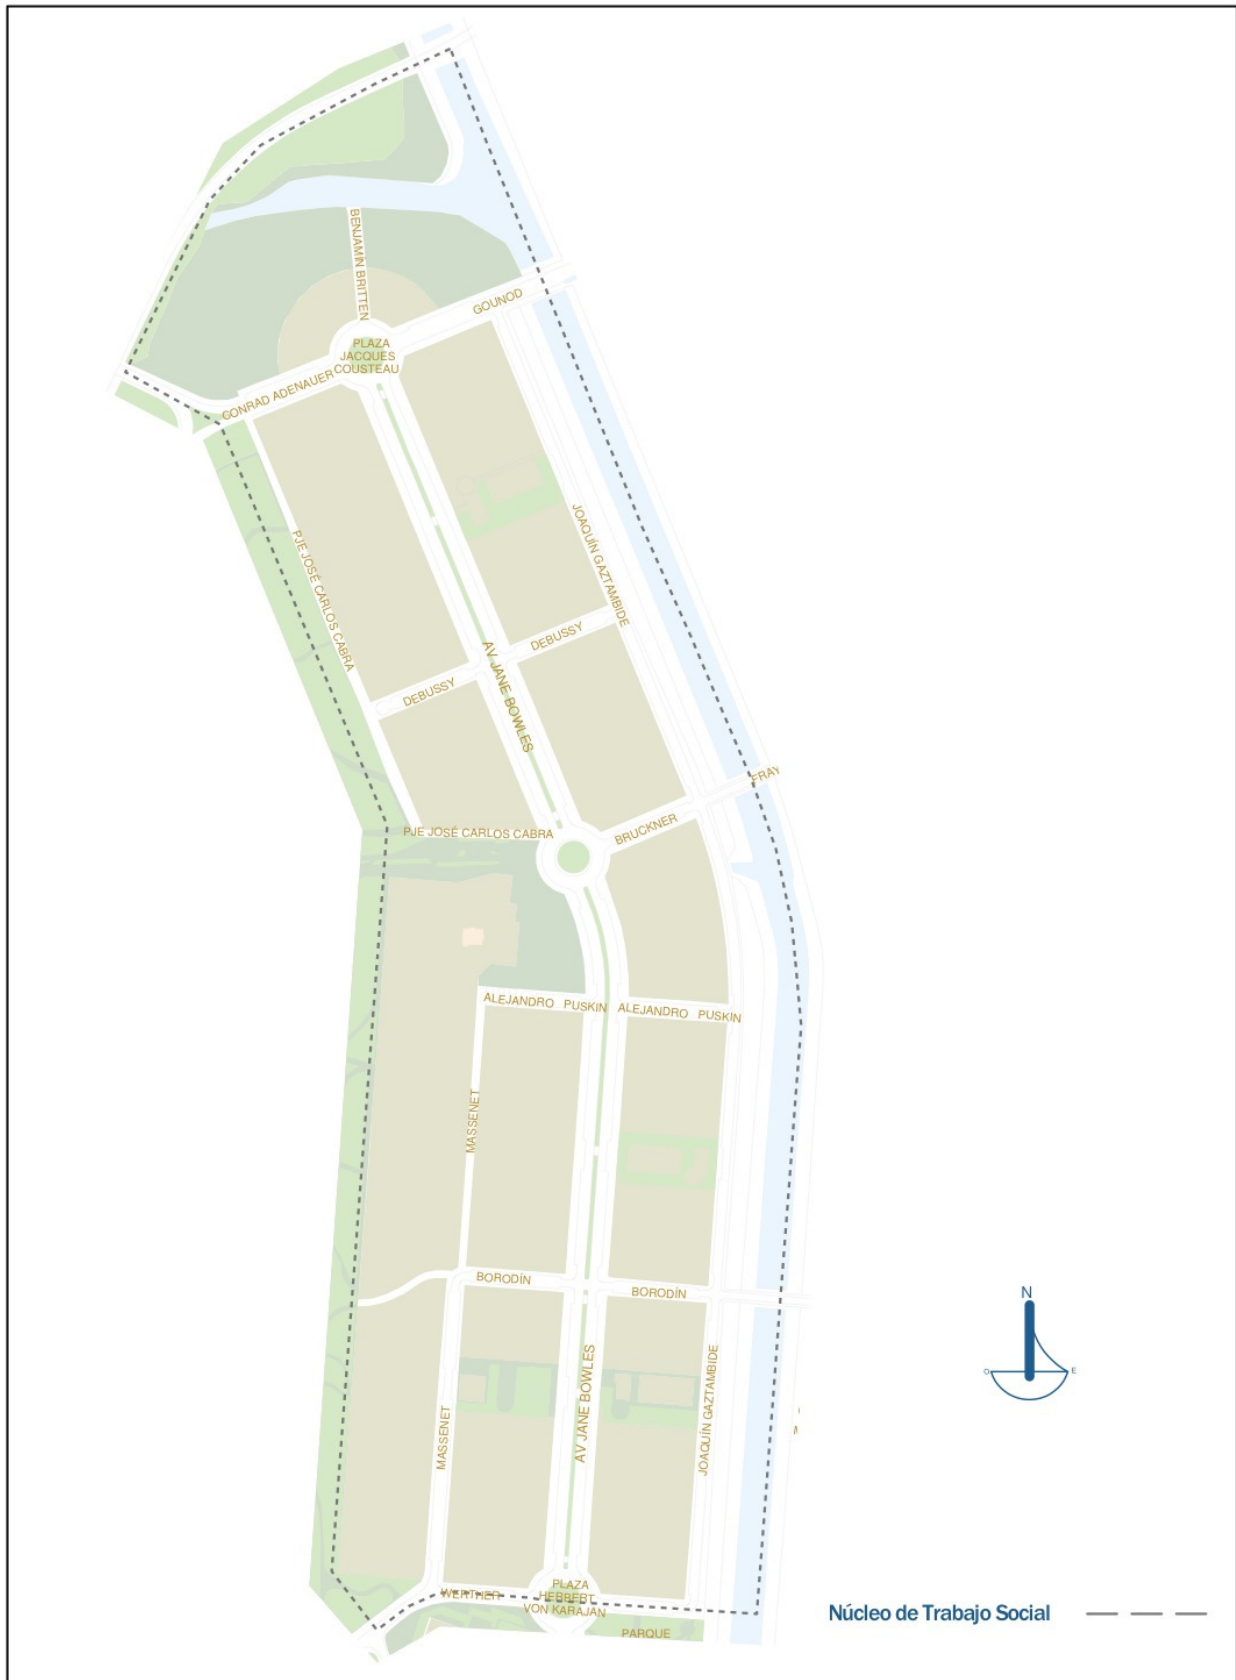 BENJAMÍN BRITTEN
GOUNOD
PLAZA
JACQUES
COUSTEAU
CONRAD ADENAUER
JOAQUÍN GAZTAMBIDE
PJE JOSÉ CARLOS CABRA
DEBUSSY
DEBUSSY
AV JANE BOWLES
FRAY
BRUCKNER
PJE JOSÉ CARLOS CABRA
ALEJANDRO PUSKIN
ALEJANDRO PUSKIN
MASSENET
BORODÍN
BORODÍN
N
O
E
JOAQUÍN GAZTAMBIDE
AV JANE BOWLES
MASSENET
WERTHER
PLAZA
HERBERT
VON KARAJAN
PARQUE
Núcleo de Trabajo Social